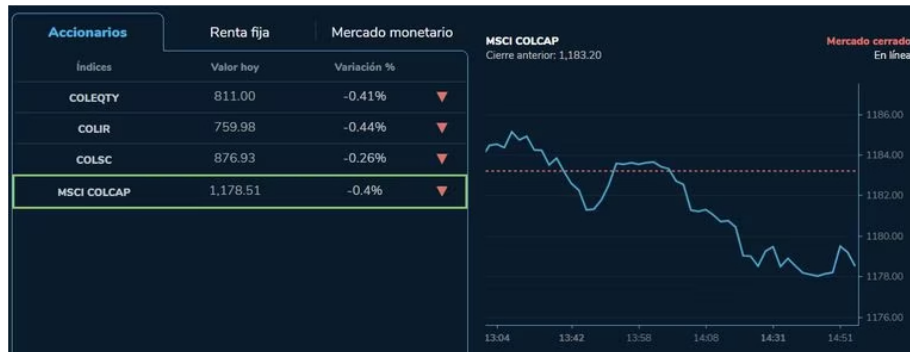 Accionarios Renta fija Mercado monetario
Índices Valor hoy Variación %
COLEQTY 811.00 -0.41% ▼
COLIR 759.98 -0.44% ▼
COLSC 876.93 -0.26% ▼
MSCI COLCAP 1,178.51 -0.4% ▼
MSCI COLCAP Mercado cerrado
Cierre anterior: 1,183.20 En línea
1186.00
1184.00
1182.00
1180.00
1178.00
1176.00
13:04 13:42 13:58 14:08 14:31 14:51